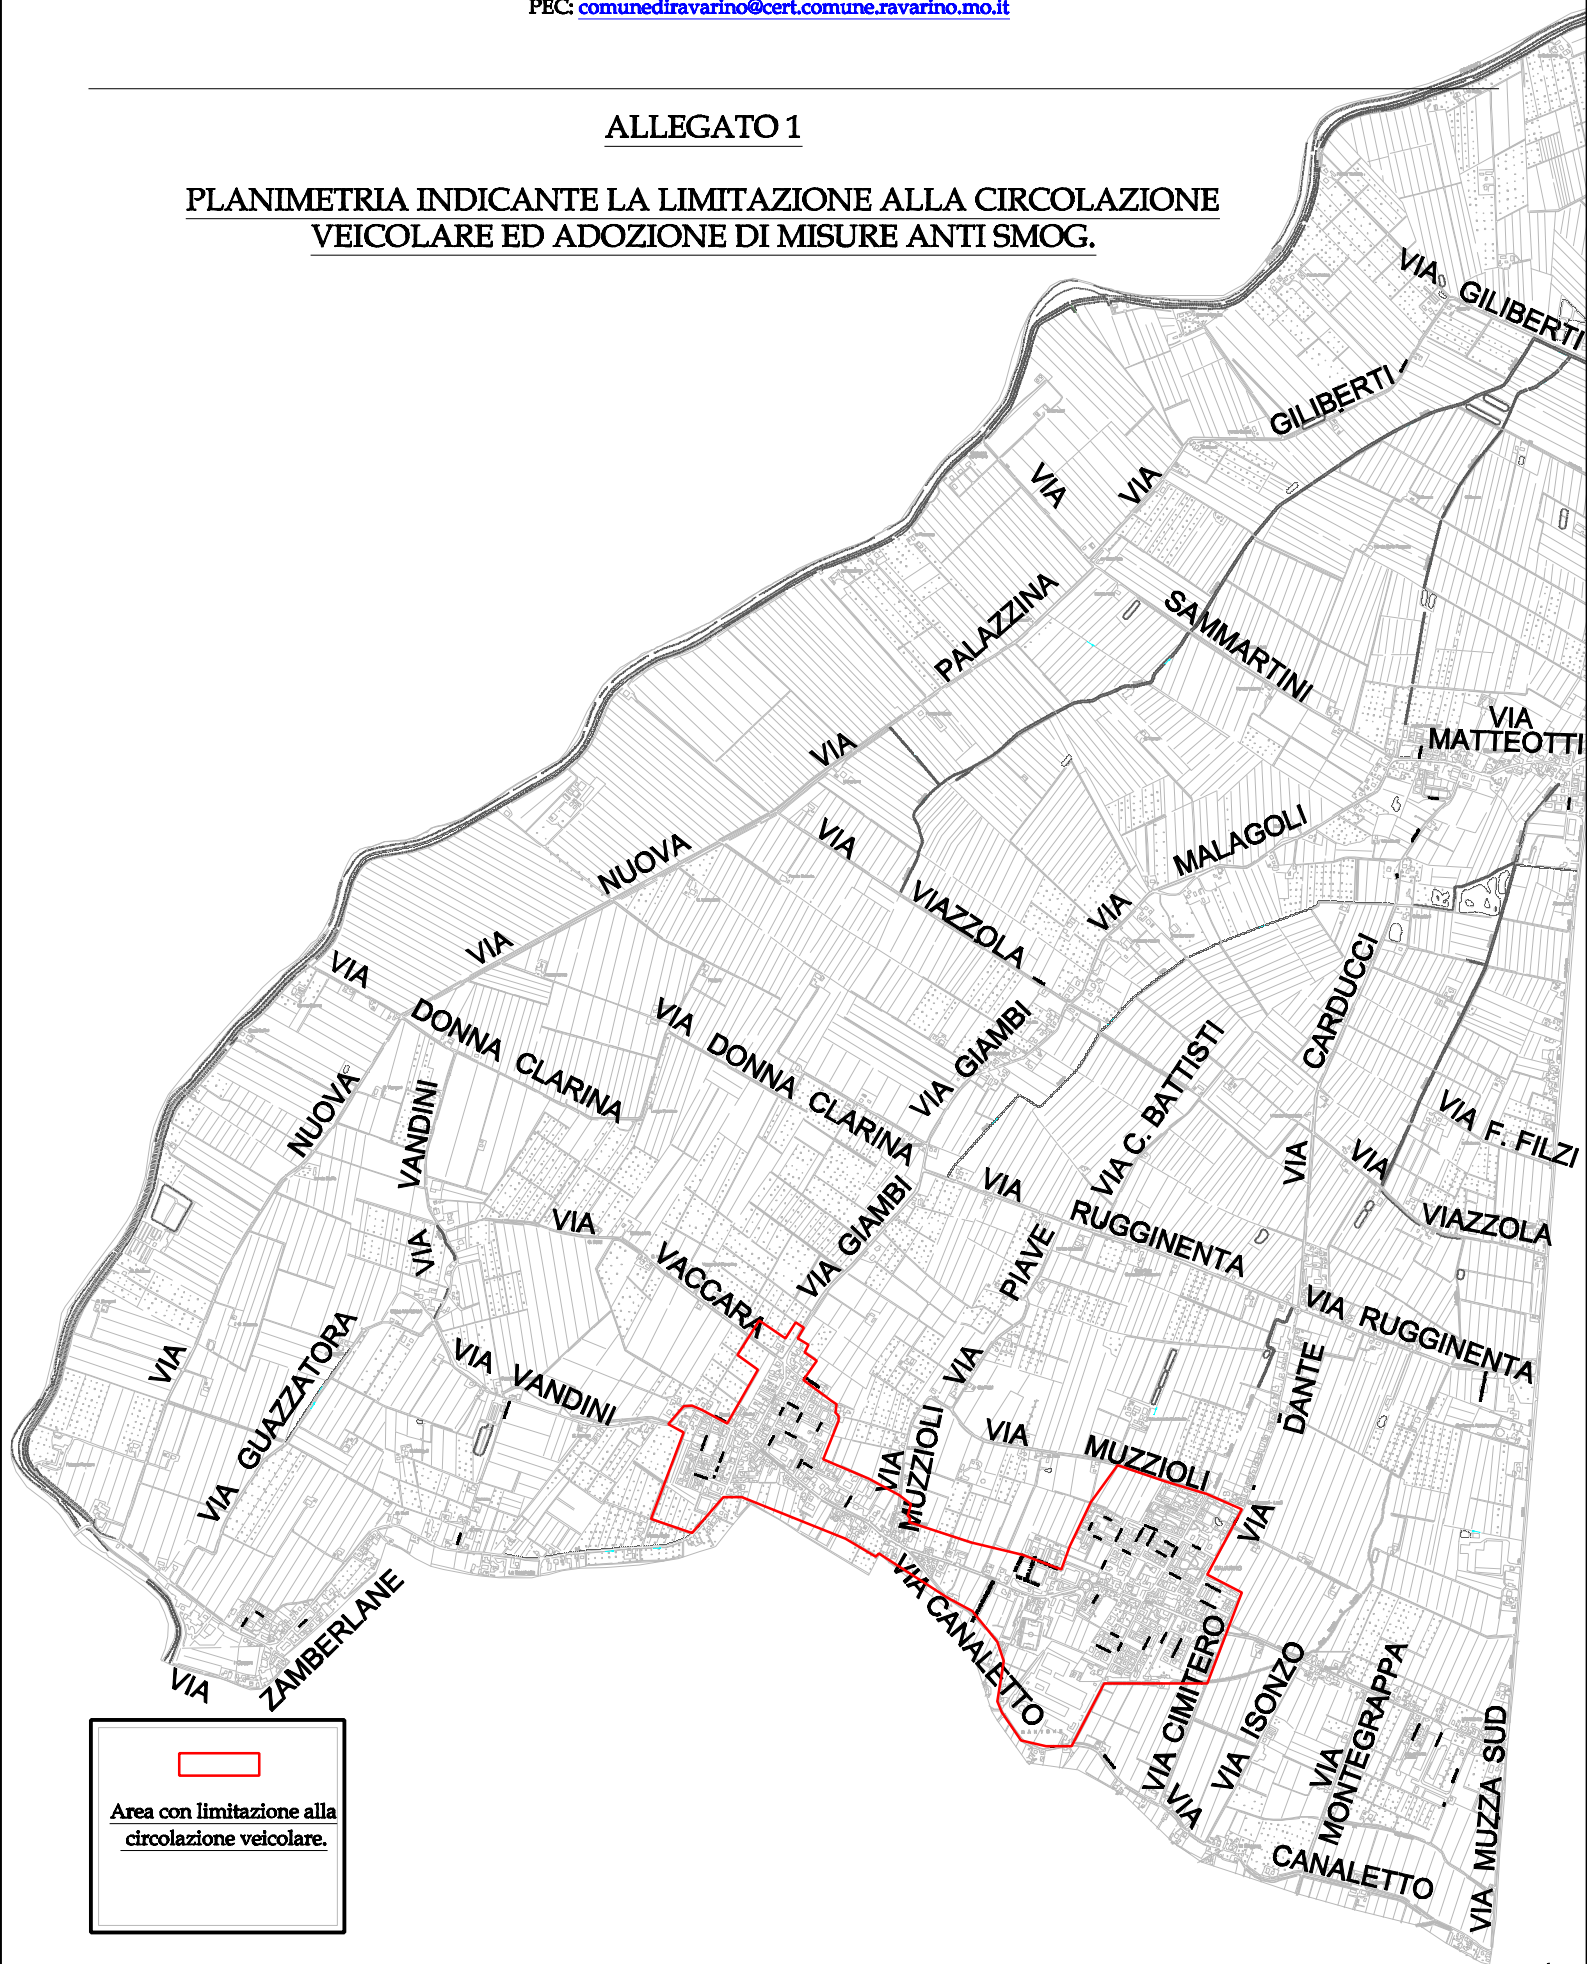 PEC: comunediravarino@cert.comune.ravarino.mo.it
ALLEGATO 1
PLANIMETRIA INDICANTE LA LIMITAZIONE ALLA CIRCOLAZIONE
VEICOLARE ED ADOZIONE DI MISURE ANTI SMOG.
VIA GILIBERTI
VIA GILIBERTI
VIA SAMMARTINI
VIA PALAZZINA
VIA
MATTEOTTI
VIA NUOVA
VIA MALAGOLI
VIA VIAZZOLA
VIA DONNA CLARINA
VIA DONNA CLARINA
VIA GIAMBI
VIA CARDUCCI
VIA C. BATTISTI
VIA F. FILZI
VIA VIAZZOLA
VIA NUOVA
VIA VANDINI
VIA VACCARA
VIA GIAMBI
VIA RUGGINENTA
VIA PIAVE
VIA RUGGINENTA
VIA GUAZZATORA
VIA VANDINI
VIA MUZZIOLI
VIA MUZZIOLI
VIA DANTE
VIA ZAMBERLANE
VIA CANALETTO
VIA CIMITERO
VIA ISONZO
VIA MONTEGRAPPA
VIA MUZZA SUD
VIA CANALETTO
Area con limitazione alla
circolazione veicolare.